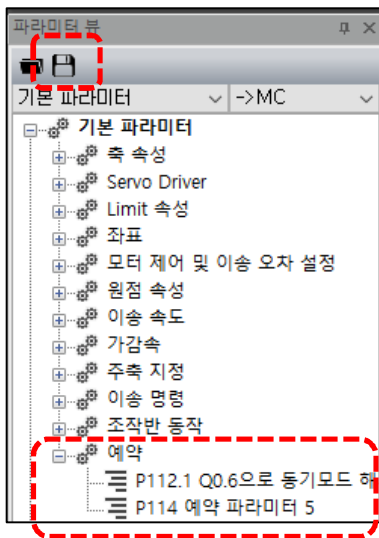 파라미터 뷰
기본 파라미터 ->MC
기본 파라미터
축 속성
Servo Driver
Limit 속성
좌표
모터 제어 및 이송 오차 설정
원점 속성
이송 속도
가감속
주축 지정
이송 명령
조작반 동작
예약
P112.1 Q0.6으로 동기모드 해
P114 예약 파라미터 5